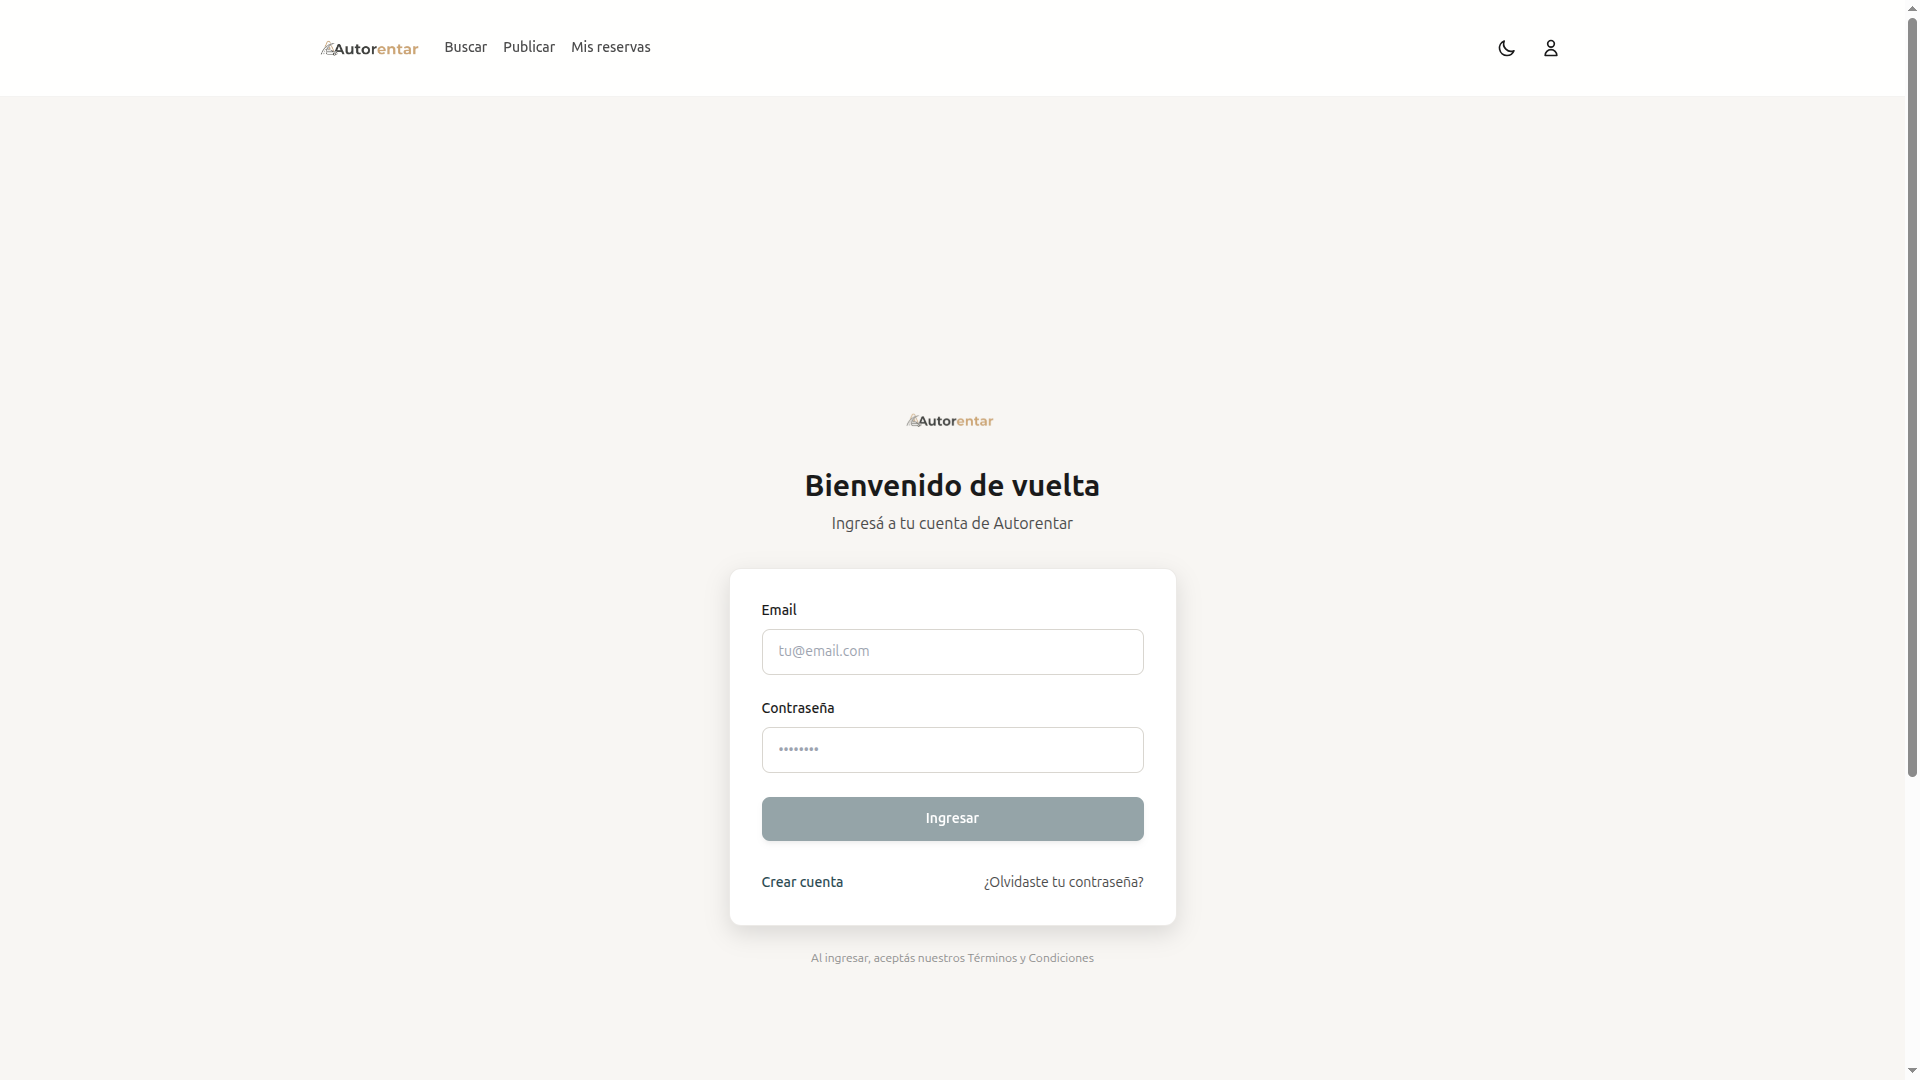 Autorentar Buscar Publicar Mis reservas
Autorentar
Bienvenido de vuelta
Ingresá a tu cuenta de Autorentar
Email
tu@email.com
Contraseña
••••••••
Ingresar
Crear cuenta ¿Olvidaste tu contraseña?
Al ingresar, aceptás nuestros Términos y Condiciones